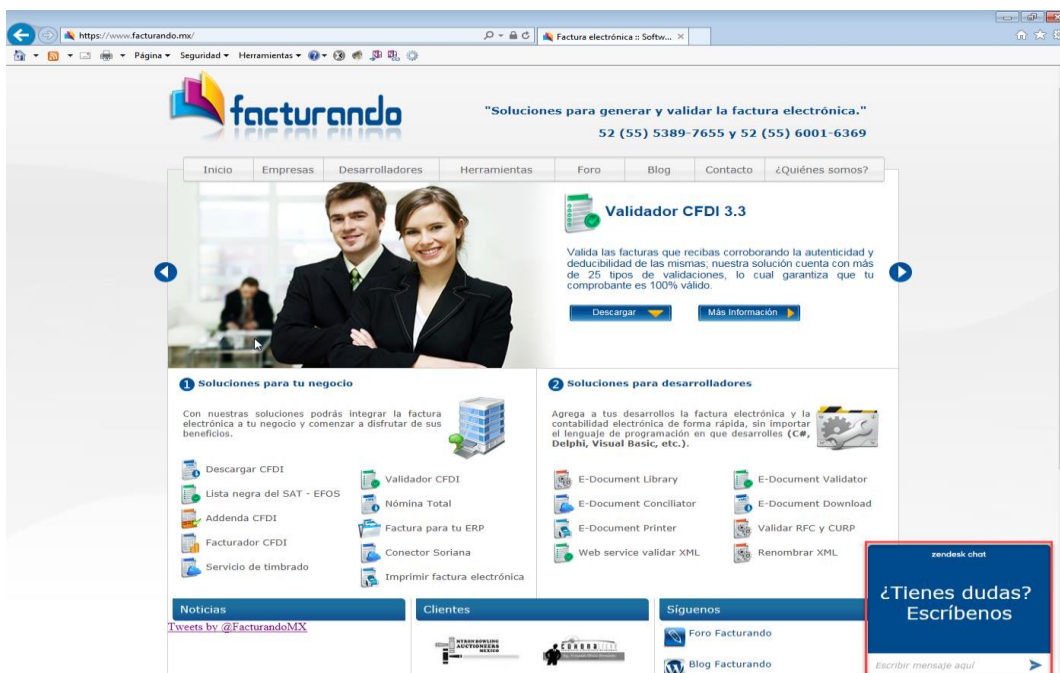 https://www.facturando.mx/
Factura electrónica :: Softw...
Página
Seguridad
Herramientas
facturando
"Soluciones para generar y validar la factura electrónica."
52 (55) 5389-7655 y 52 (55) 6001-6369
Inicio
Empresas
Desarrolladores
Herramientas
Foro
Blog
Contacto
¿Quiénes somos?
Validador CFDI 3.3
Valida las facturas que recibas corroborando la autenticidad y
deducibilidad de las mismas; nuestra solución cuenta con más
de 25 tipos de validaciones, lo cual garantiza que tu
comprobante es 100% válido.
Descargar
Más Información
1 Soluciones para tu negocio
Con nuestras soluciones podrás integrar la factura
electrónica a tu negocio y comenzar a disfrutar de sus
beneficios.
Descargar CFDI
Lista negra del SAT - EFOS
Addenda CFDI
Facturador CFDI
Servicio de timbrado
Validador CFDI
Nómina Total
Factura para tu ERP
Conector Soriana
Imprimir factura electrónica
2 Soluciones para desarrolladores
Agrega a tus desarrollos la factura electrónica y la
contabilidad electrónica de forma rápida, sin importar
el lenguaje de programación en que desarrolles (C#,
Delphi, Visual Basic, etc.).
E-Document Library
E-Document Conciliator
E-Document Printer
Web service validar XML
E-Document Validator
E-Document Download
Validar RFC y CURP
Renombrar XML
Noticias
Tweets by @FacturandoMX
Clientes
MYRON BOWLING
AUCTIONEERS
MEXICO
Síguenos
Foro Facturando
Blog Facturando
zendesk chat
¿Tienes dudas?
Escríbenos
Escribir mensaje aquí